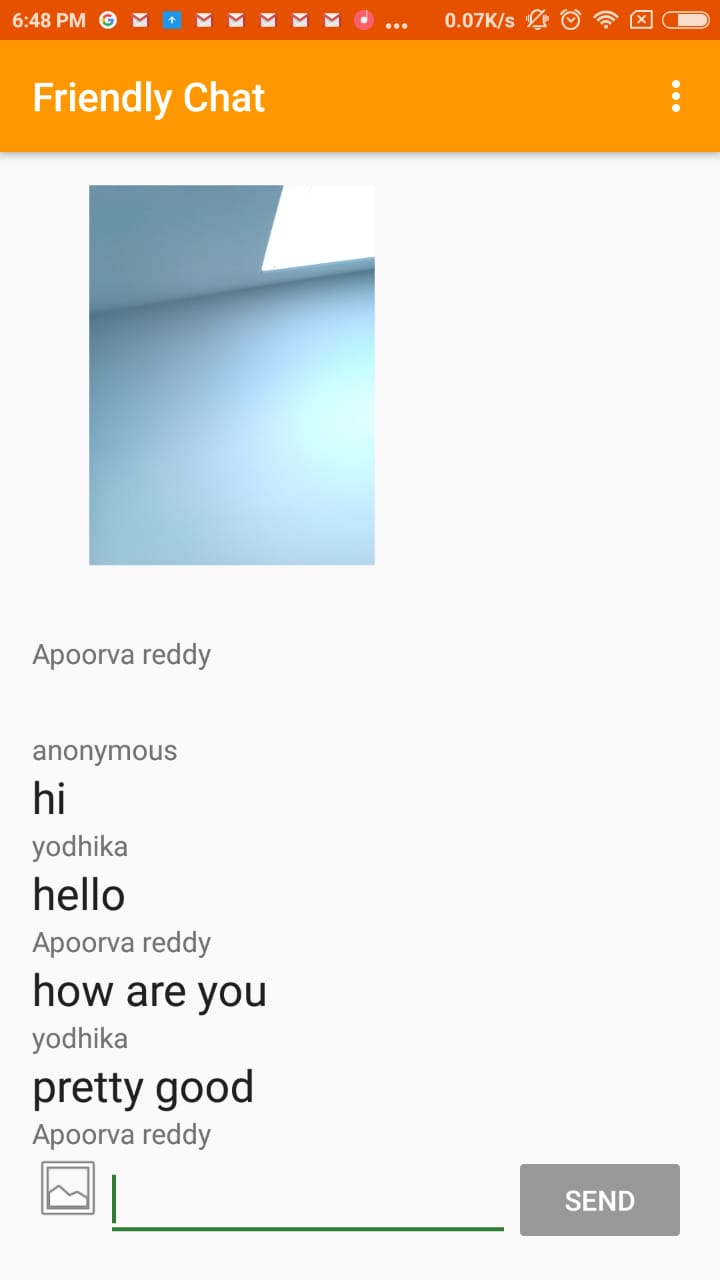 6:48 PM ... 0.07K/s
Friendly Chat
Apoorva reddy
anonymous
hi
yodhika
hello
Apoorva reddy
how are you
yodhika
pretty good
Apoorva reddy
SEND